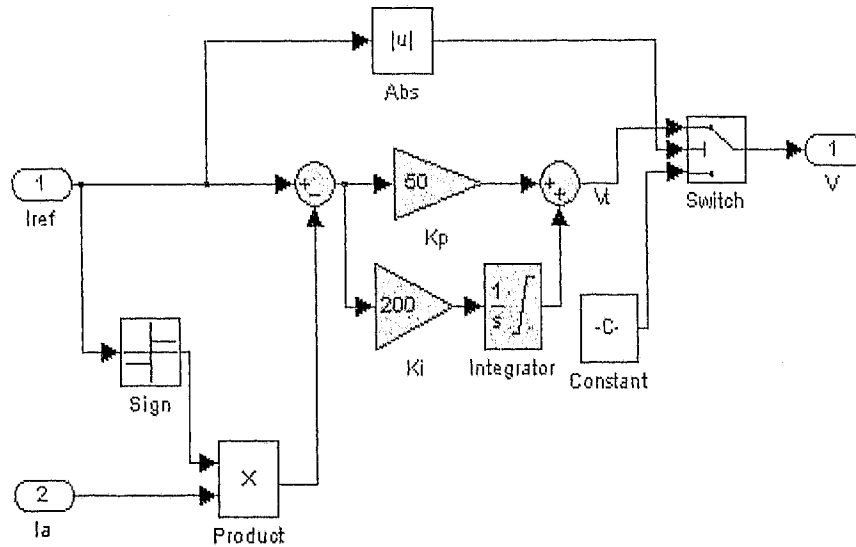 |u|
Abs
1
Iref
+
−
50
Kp
+
+
Vt
Switch
1
V
200
Ki
1
s
Integrator
-C-
Constant
Sign
×
Product
2
Ia